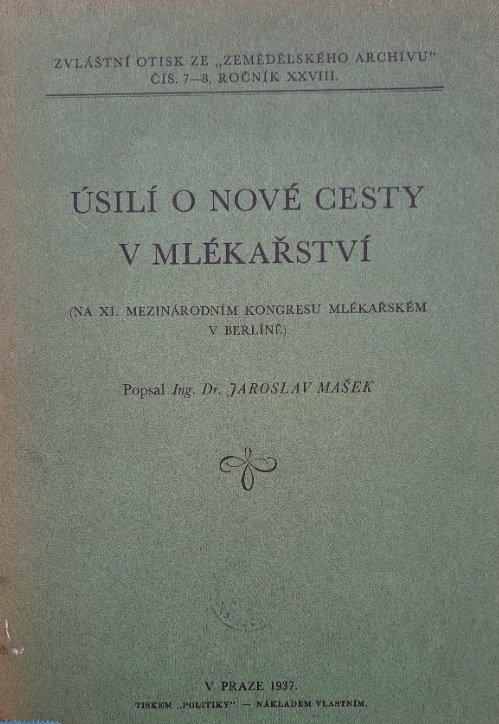 ZVLÁŠTNÍ OTISK ZE „ZEMĚDĚLSKÉHO ARCHIVU“
ČÍS. 7—8, ROČNÍK XXVIII.
ÚSILÍ O NOVÉ CESTY
V MLÉKAŘSTVÍ
(NA XI. MEZINÁRODNÍM KONGRESU MLÉKAŘSKÉM
V BERLÍNĚ)
Popsal Ing. Dr. JAROSLAV MAŠEK
V PRAZE 1937.
TISKEM „POLITIKY“ — NÁKLADEM VLASTNÍM.